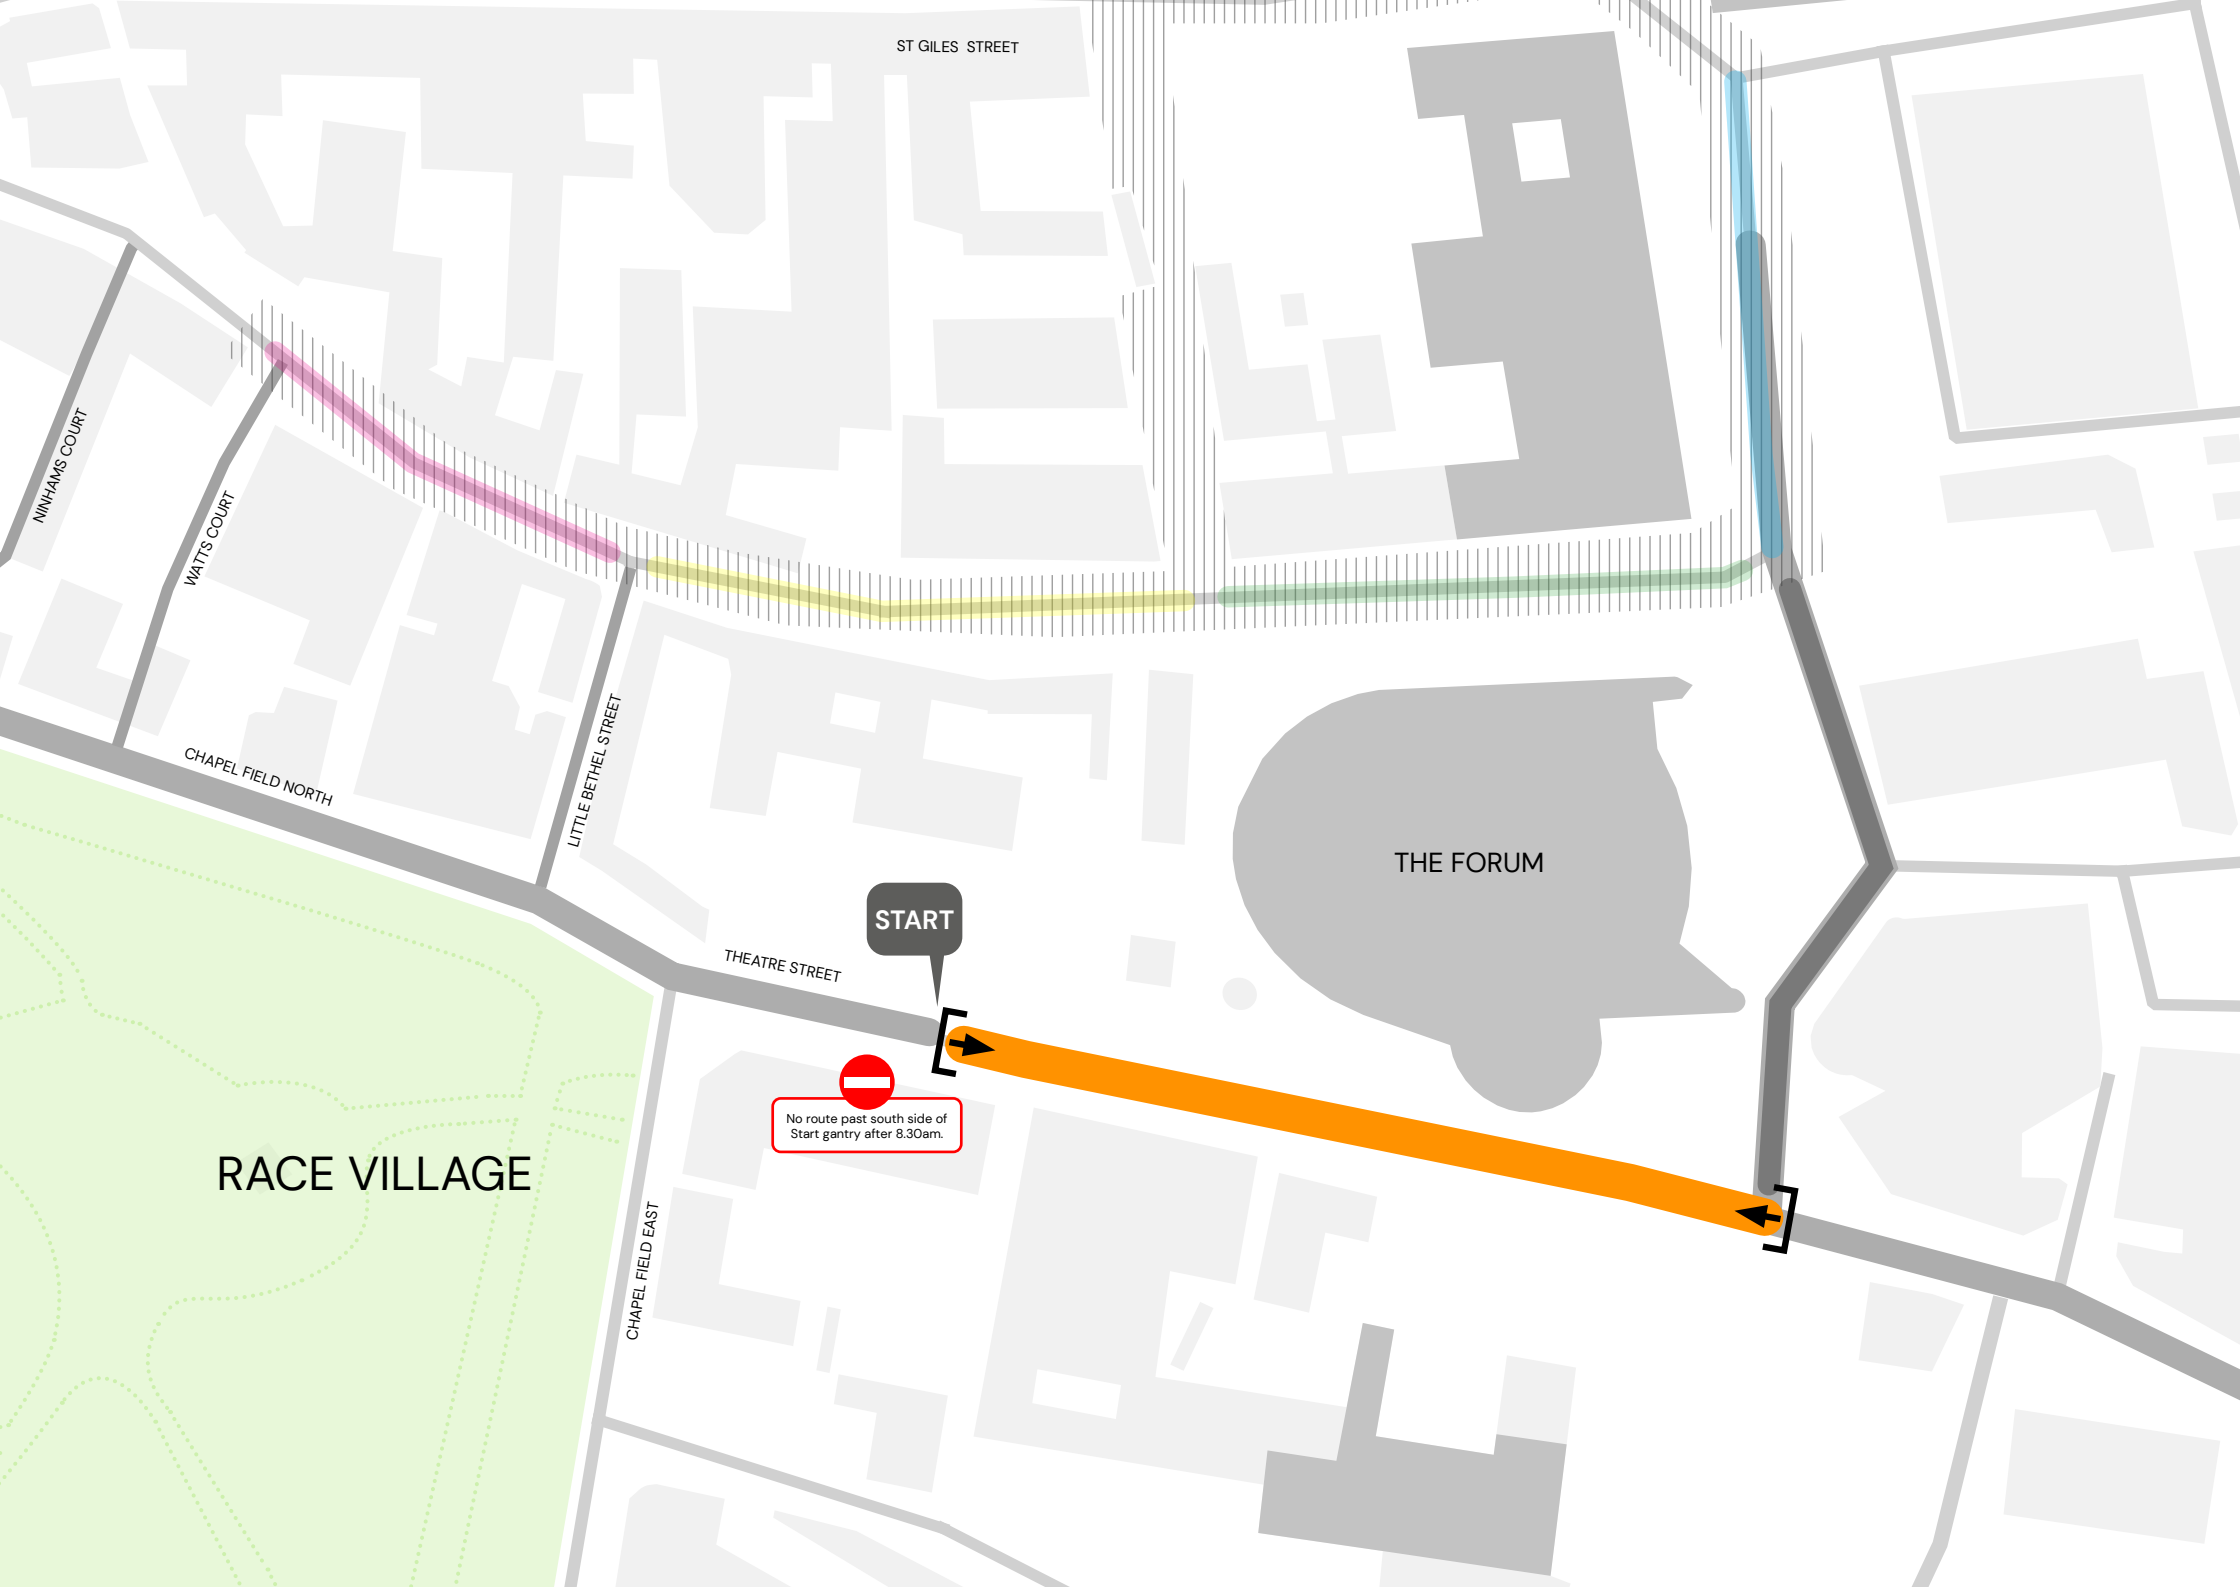 ST GILES STREET
NINHAMS COURT
WATTS COURT
LITTLE BETHEL STREET
CHAPEL FIELD NORTH
THE FORUM
START
THEATRE STREET
No route past south side of
Start gantry after 8.30am.
RACE VILLAGE
CHAPEL FIELD EAST